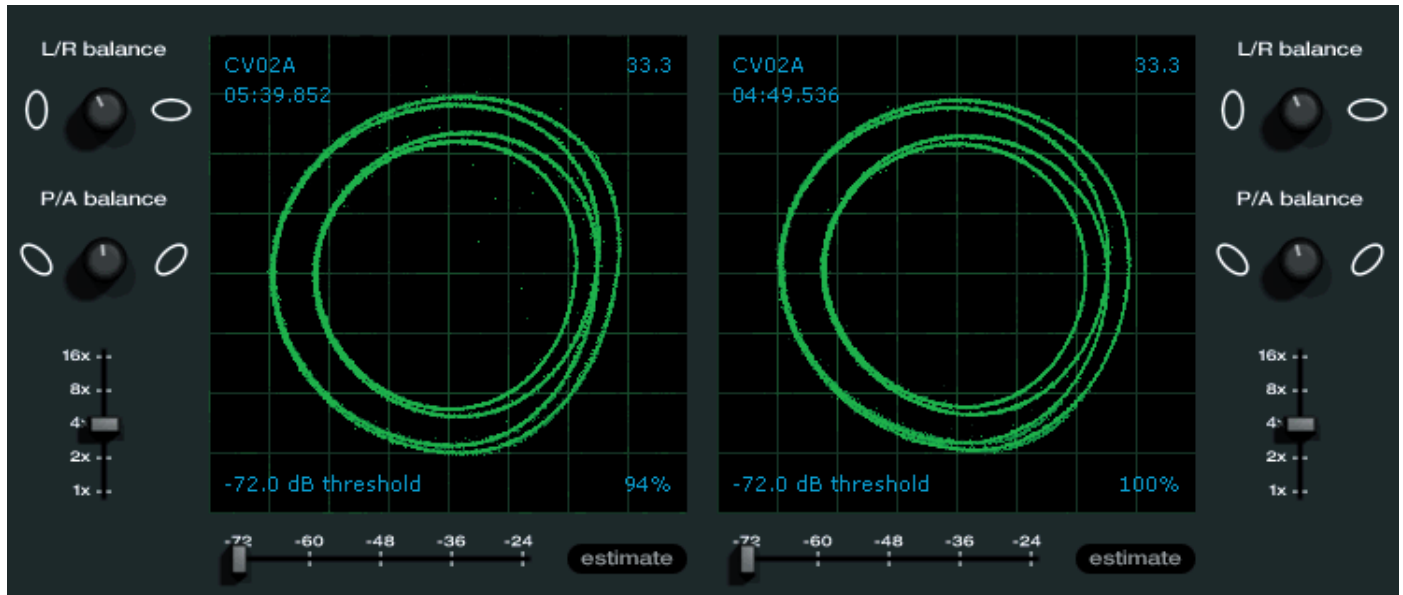 L/R balance
P/A balance
16x
8x
4x
2x
1x
CV02A 33.3
05:39.852
-72.0 dB threshold 94%
-72 -60 -48 -36 -24
estimate
CV02A 33.3
04:49.536
-72.0 dB threshold 100%
-72 -60 -48 -36 -24
estimate
L/R balance
P/A balance
16x
8x
4x
2x
1x